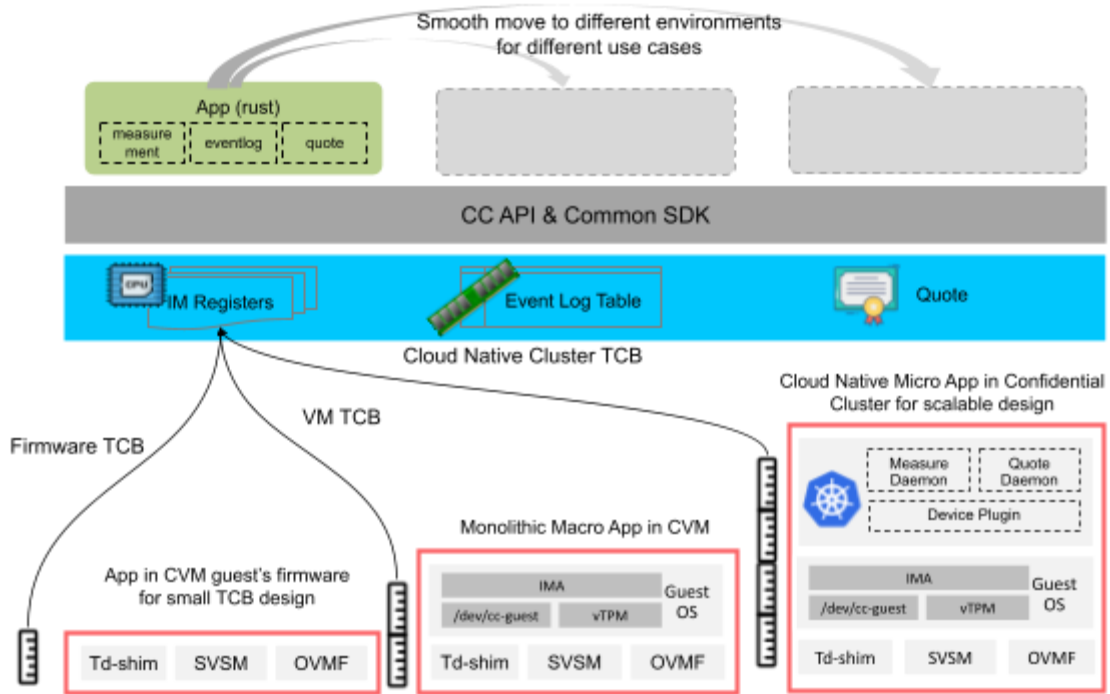 Smooth move to different environments
for different use cases
App (rust)
measure
ment
eventlog
quote
CC API & Common SDK
CPU
IM Registers
Event Log Table
Quote
Cloud Native Cluster TCB
VM TCB
Firmware TCB
Cloud Native Micro App in Confidential
Cluster for scalable design
Measure
Daemon
Quote
Daemon
Device Plugin
Monolithic Macro App in CVM
App in CVM guest's firmware
for small TCB design
IMA
/dev/cc-guest
vTPM
Guest
OS
IMA
/dev/cc-guest
vTPM
Guest
OS
Td-shim
SVSM
OVMF
Td-shim
SVSM
OVMF
Td-shim
SVSM
OVMF